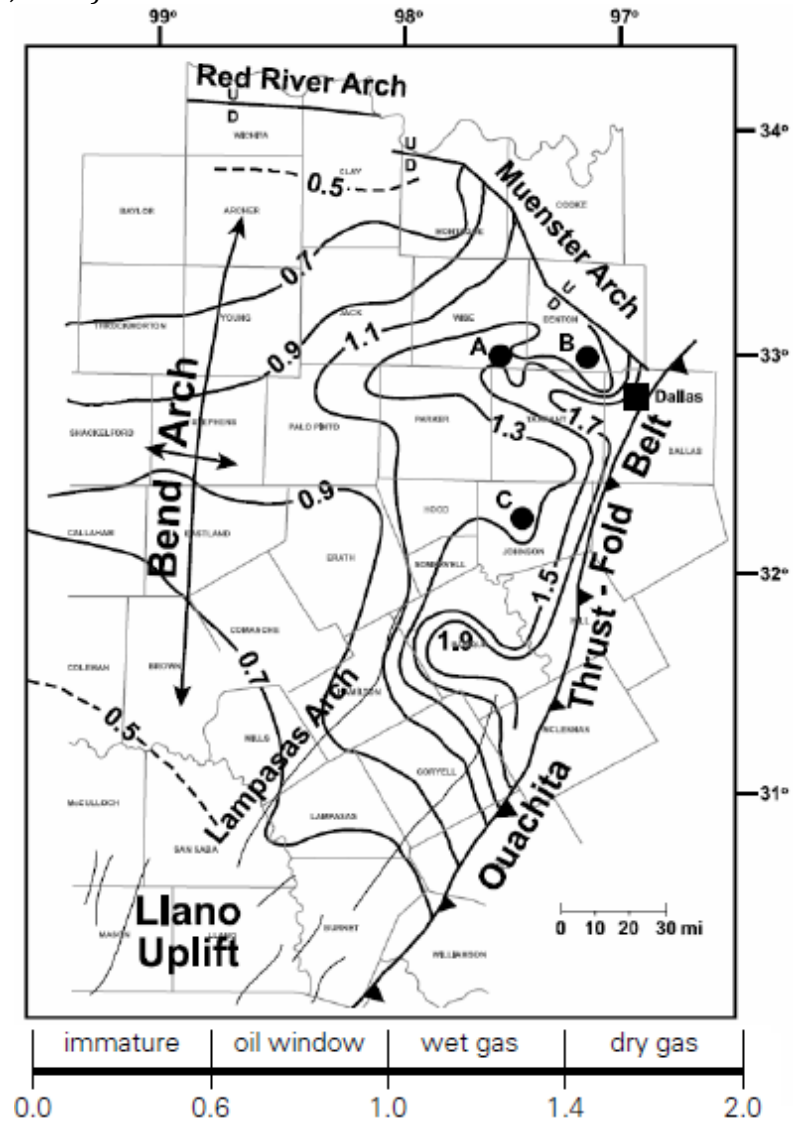 99°
98°
97°
Red River Arch
U
D
WICHITA
34°
CLAY
U
D
0.5
Muenster Arch
COOKE
BAYLOR
ARCHER
MONTAGUE
0.7
U
D
THROCKMORTON
YOUNG
JACK
WISE
DENTON
1.1
0.9
A
B
33°
Dallas
1.7
SHACKELFORD
STEPHENS
PALO PINTO
PARKER
1.3
TARRANT
DALLAS
Bend Arch
0.9
HOOD
C
CALLAHAN
EASTLAND
ERATH
JOHNSON
SOMERVELL
32°
1.5
HILL
COMANCHE
1.9
COLEMAN
BROWN
0.7
HAMILTON
0.5
MILLS
Lampasas Arch
MCLENNAN
CORYELL
Ouachita Thrust - Fold Belt
31°
McCULLOCH
LAMPASAS
SAN SABA
Llano
Uplift
MASON
LLANO
BURNET
WILLIAMSON
0 10 20 30 mi
immature oil window wet gas dry gas
0.0 0.6 1.0 1.4 2.0